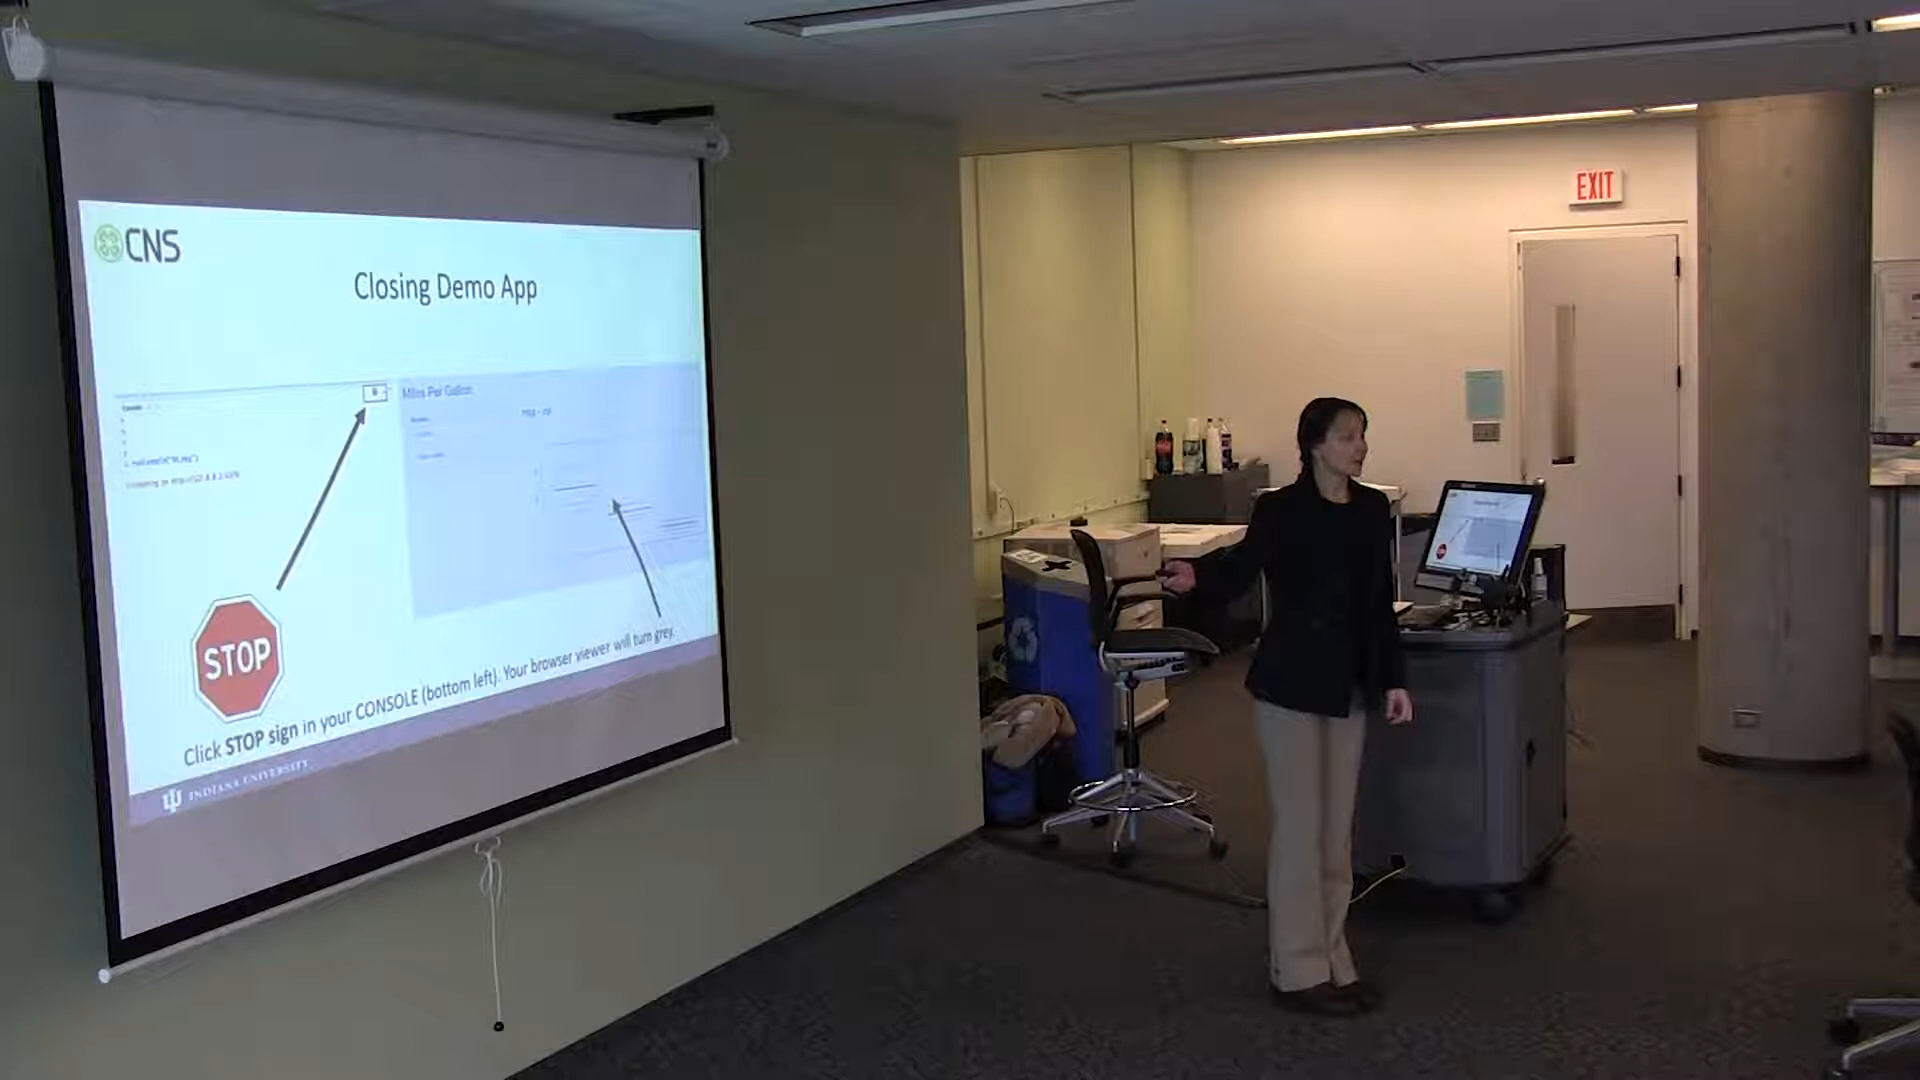 CNS
Closing Demo App
Miles Per Gallon
STOP
Click STOP sign in your CONSOLE (bottom left). Your browser viewer will turn grey.
INDIANA UNIVERSITY
EXIT